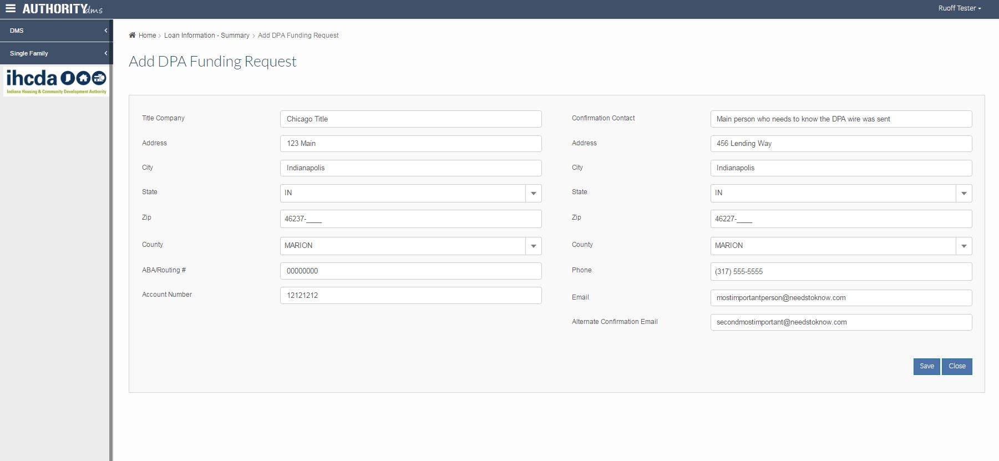 AUTHORITYdms
Ruoff Tester
DMS
Single Family
ihcda
Indiana Housing & Community Development Authority
Home > Loan Information - Summary > Add DPA Funding Request
Add DPA Funding Request
Title Company
Chicago Title
Address
123 Main
City
Indianapolis
State
IN
Zip
46237-____
County
MARION
ABA/Routing #
00000000
Account Number
12121212
Confirmation Contact
Main person who needs to know the DPA wire was sent
Address
456 Lending Way
City
Indianapolis
State
IN
Zip
46227-____
County
MARION
Phone
(317) 555-5555
Email
mostimportantperson@needstoknow.com
Alternate Confirmation Email
secondmostimportant@needstoknow.com
Save
Close